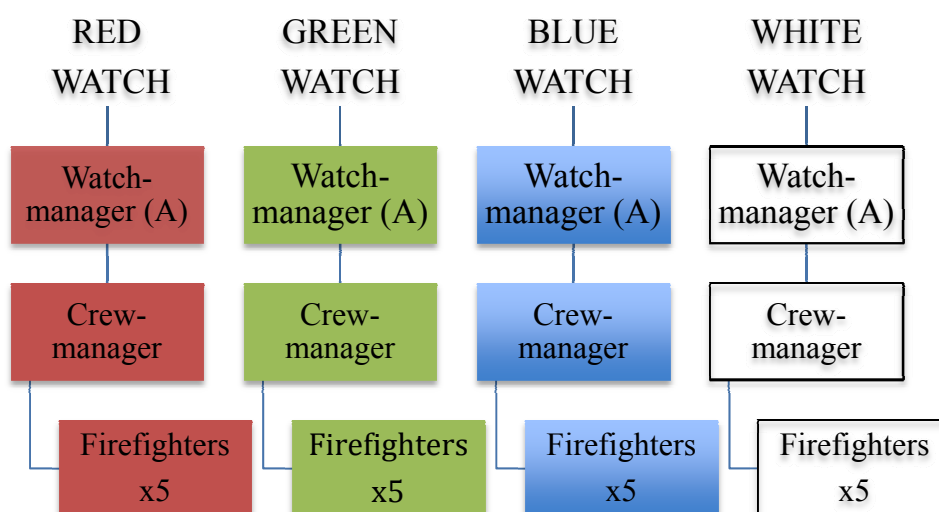 RED
WATCH
GREEN
WATCH
BLUE
WATCH
WHITE
WATCH
Watch-
manager (A)
Watch-
manager (A)
Watch-
manager (A)
Watch-
manager (A)
Crew-
manager
Crew-
manager
Crew-
manager
Crew-
manager
Firefighters
x5
Firefighters
x5
Firefighters
x5
Firefighters
x5